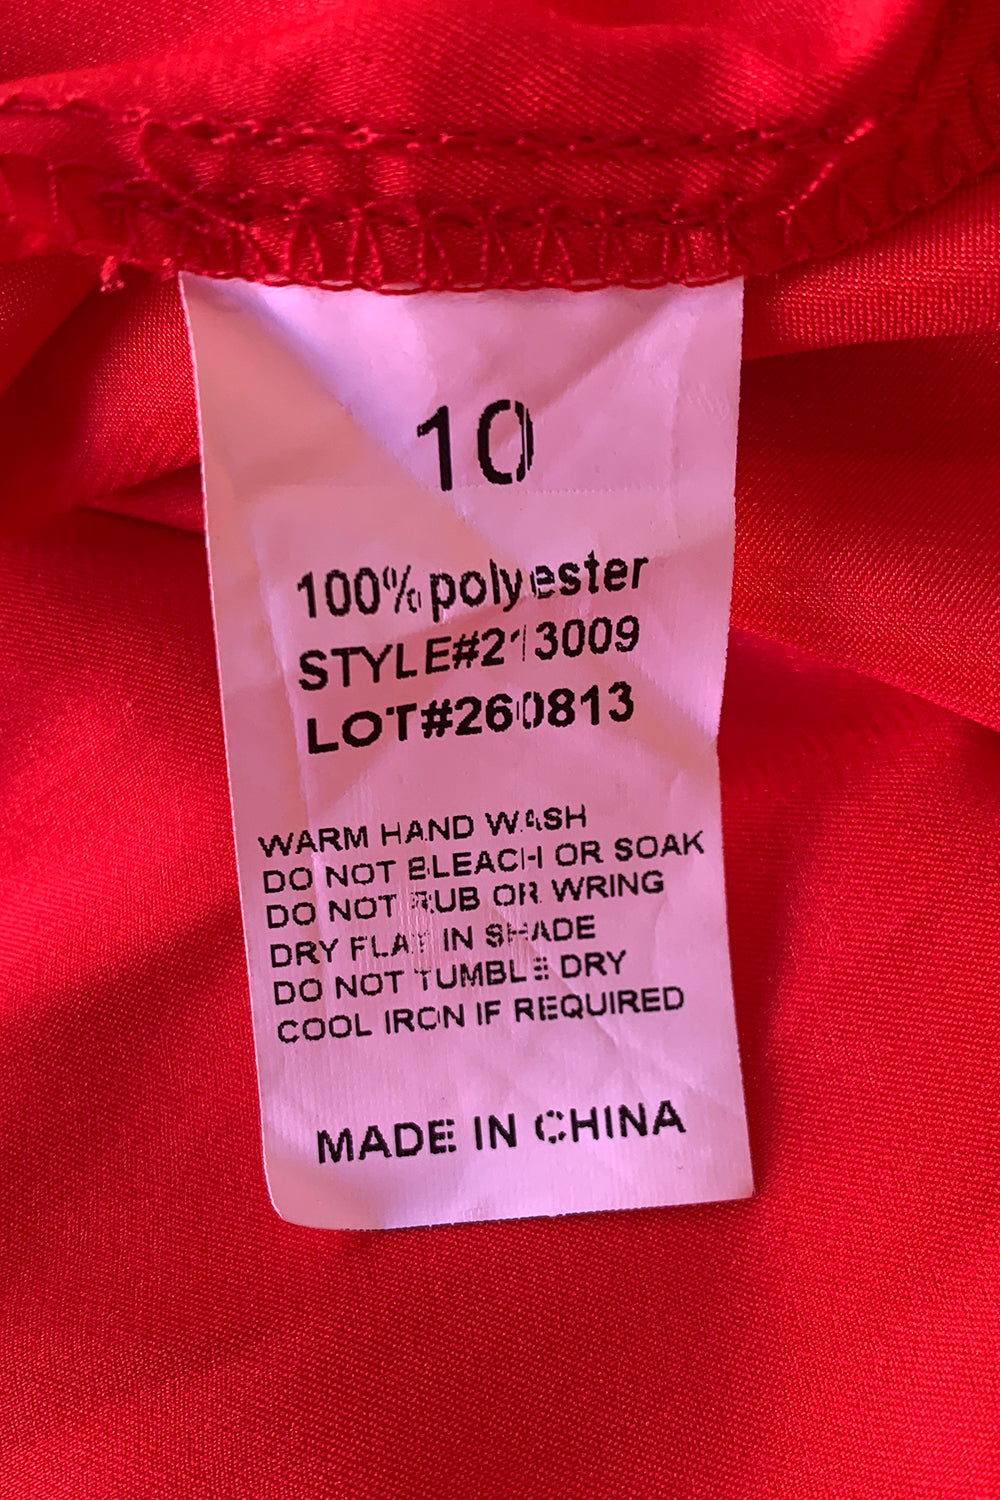 10
100% polyester
STYLE#213009
LOT#260813
WARM HAND WASH
DO NOT BLEACH OR SOAK
DO NOT RUB OR WRING
DRY FLAT IN SHADE
DO NOT TUMBLE DRY
COOL IRON IF REQUIRED
MADE IN CHINA